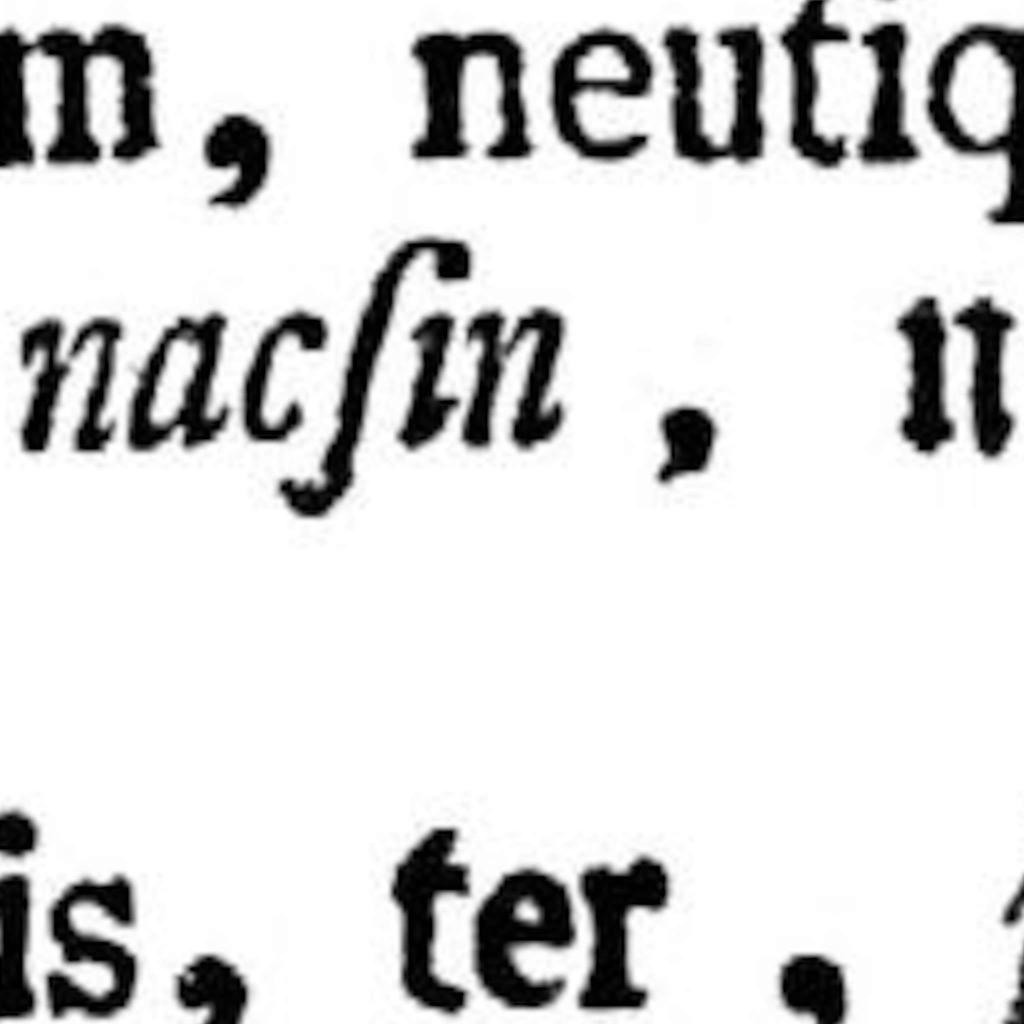 m, neutiq
nacſin, n
is, ter,